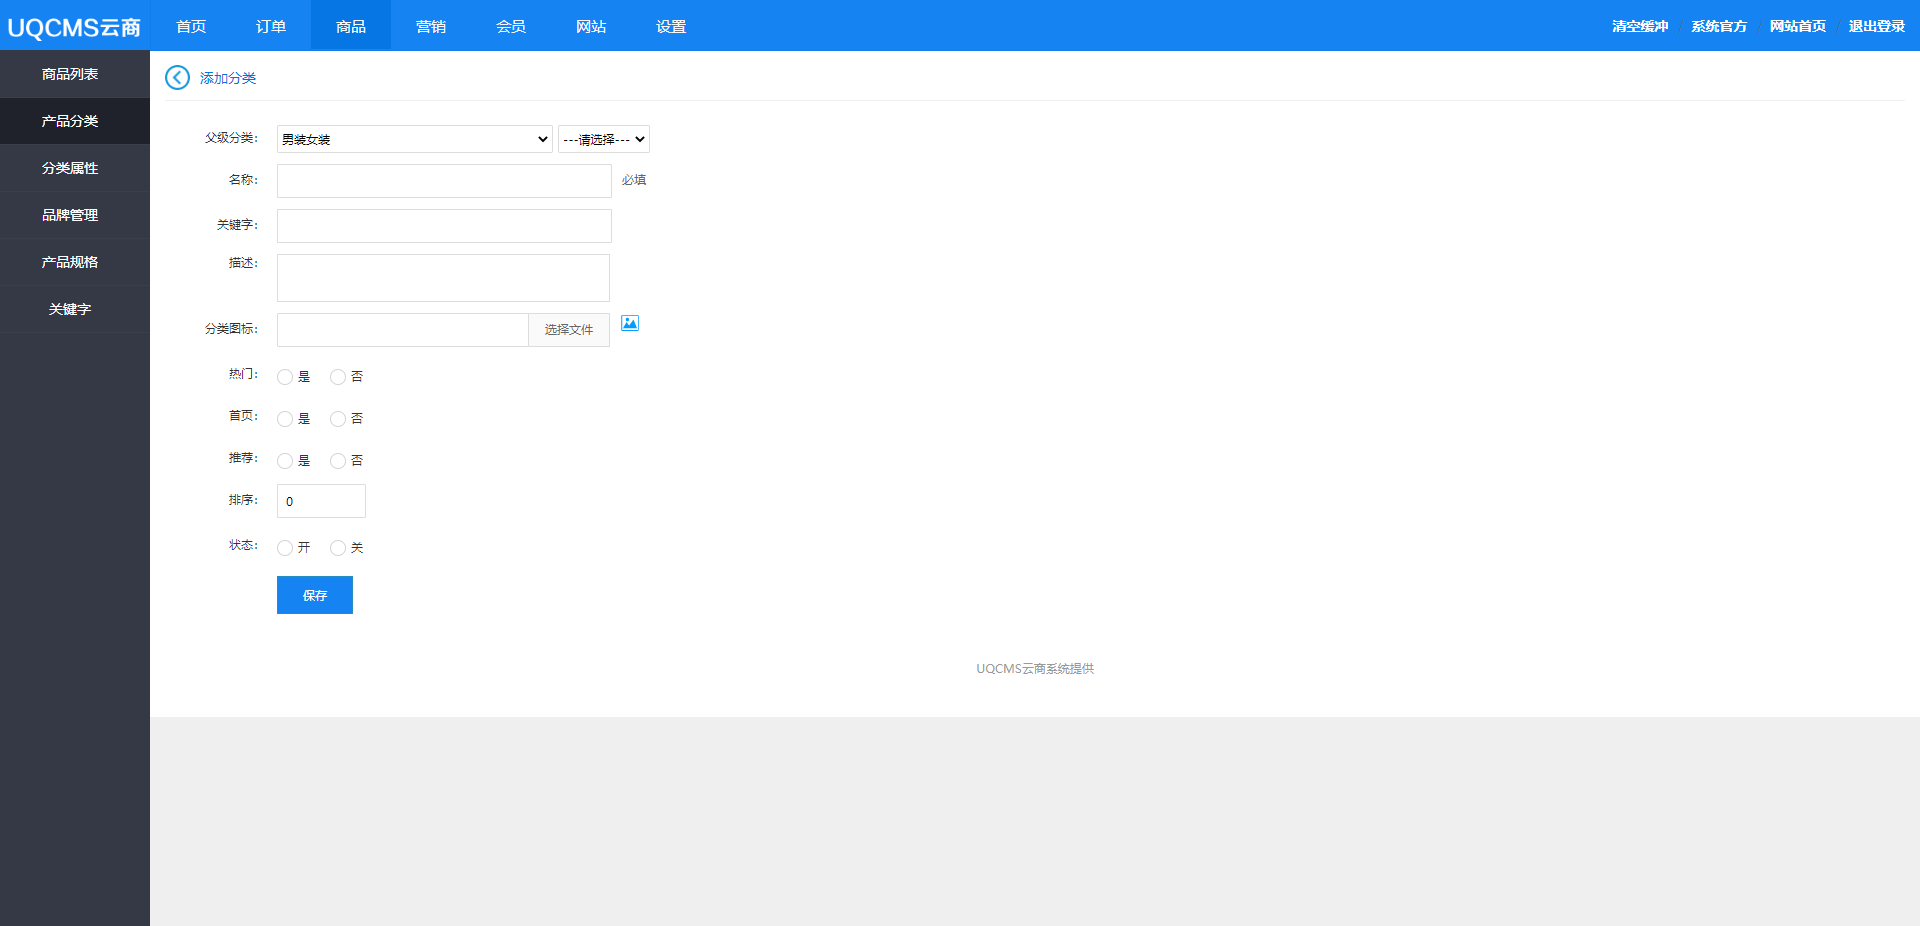 UQCMS云商 首页 订单 商品 营销 会员 网站 设置 清空缓冲 / 系统官方 / 网站首页 / 退出登录
商品列表
产品分类
分类属性
品牌管理
产品规格
关键字
添加分类
父级分类： 男装女装 ---请选择---
名称： 必填
关键字：
描述：
分类图标： 选择文件
热门： 是 否
首页： 是 否
推荐： 是 否
排序： 0
状态： 开 关
保存
UQCMS云商系统提供